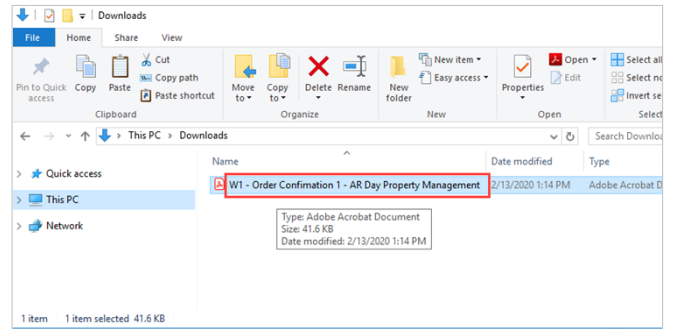 Downloads
File Home Share View
Pin to Quick access
Copy
Paste
Cut
Copy path
Paste shortcut
Clipboard
Move to
Copy to
Delete
Rename
Organize
New folder
New item
Easy access
New
Properties
Open
Edit
Open
Select all
Select no
Invert se
Select
This PC > Downloads
Search Downloa
Quick access
This PC
Network
Name Date modified Type
W1 - Order Confimation 1 - AR Day Property Management 2/13/2020 1:14 PM Adobe Acrobat D
Type: Adobe Acrobat Document
Size: 41.6 KB
Date modified: 2/13/2020 1:14 PM
1 item 1 item selected 41.6 KB